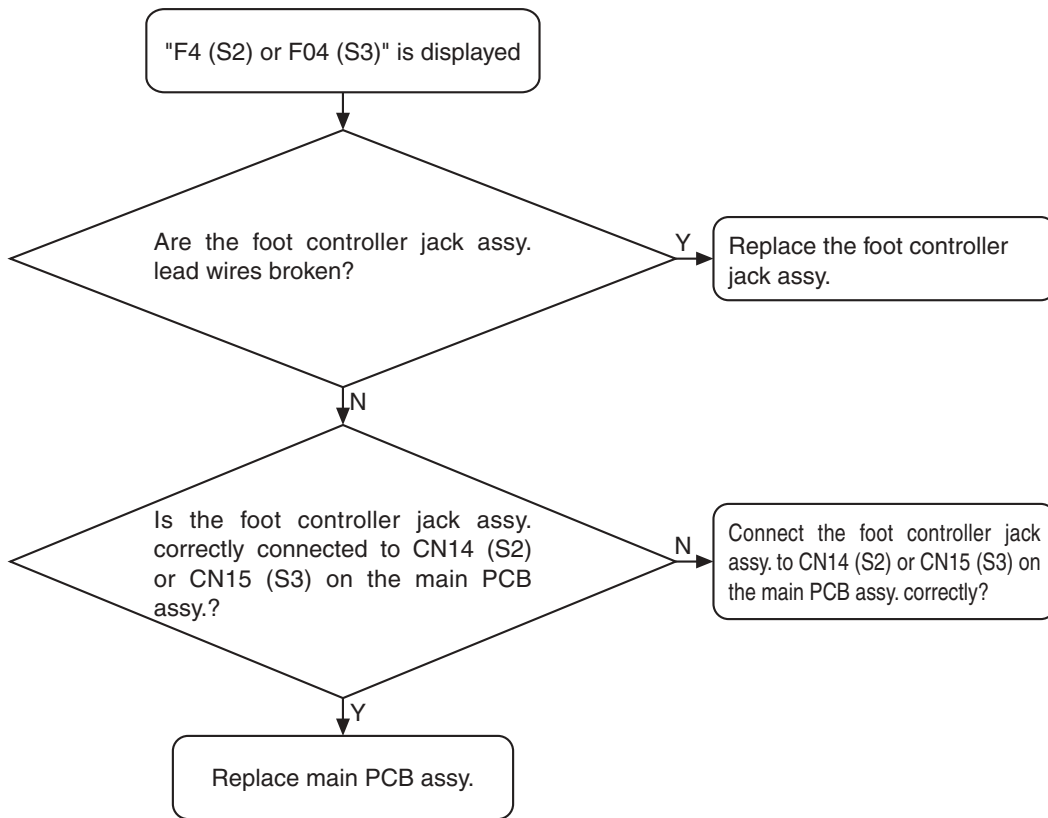 "F4 (S2) or F04 (S3)" is displayed
Are the foot controller jack assy.
lead wires broken?
Y
Replace the foot controller
jack assy.
N
Is the foot controller jack assy.
correctly connected to CN14 (S2)
or CN15 (S3) on the main PCB
assy.?
N
Connect the foot controller jack
assy. to CN14 (S2) or CN15 (S3) on
the main PCB assy. correctly?
Y
Replace main PCB assy.